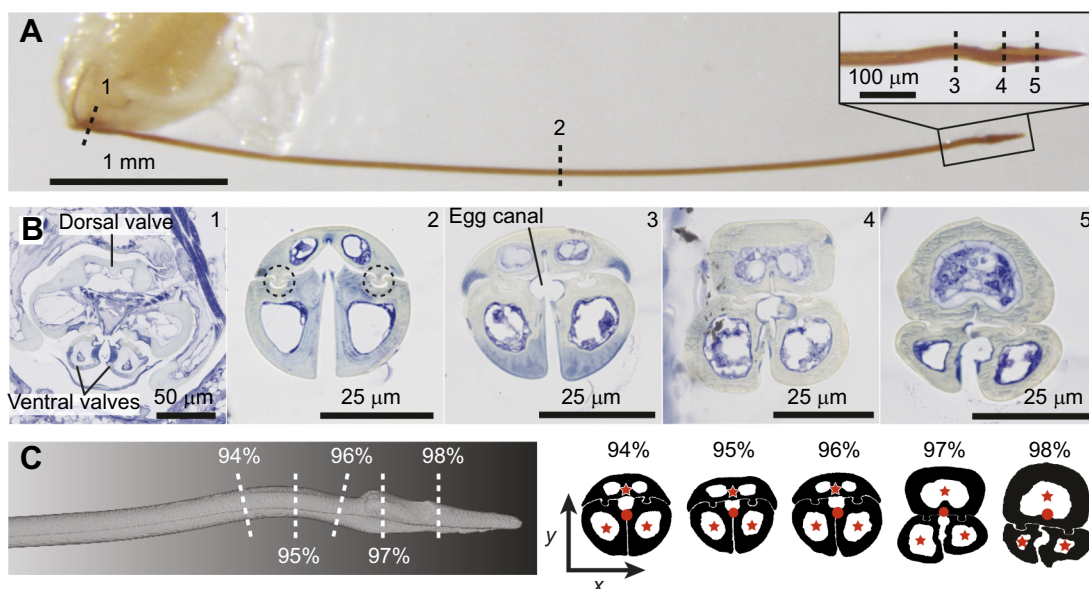 A
1
2
1 mm
100 μm
3
4
5
B
Dorsal valve
1
Ventral valves
50 μm
2
25 μm
Egg canal
3
25 μm
4
25 μm
5
25 μm
C
94%
96%
98%
95%
97%
y
x
94%
95%
96%
97%
98%